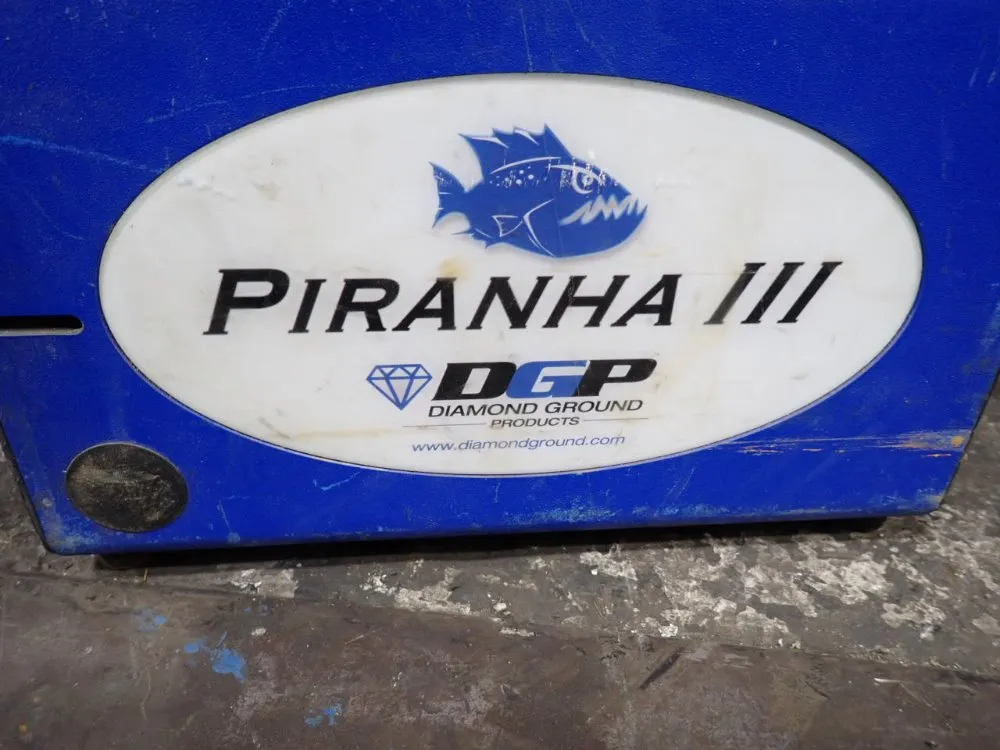 PIRANHA III
DGP
DIAMOND GROUND
PRODUCTS
www.diamondground.com